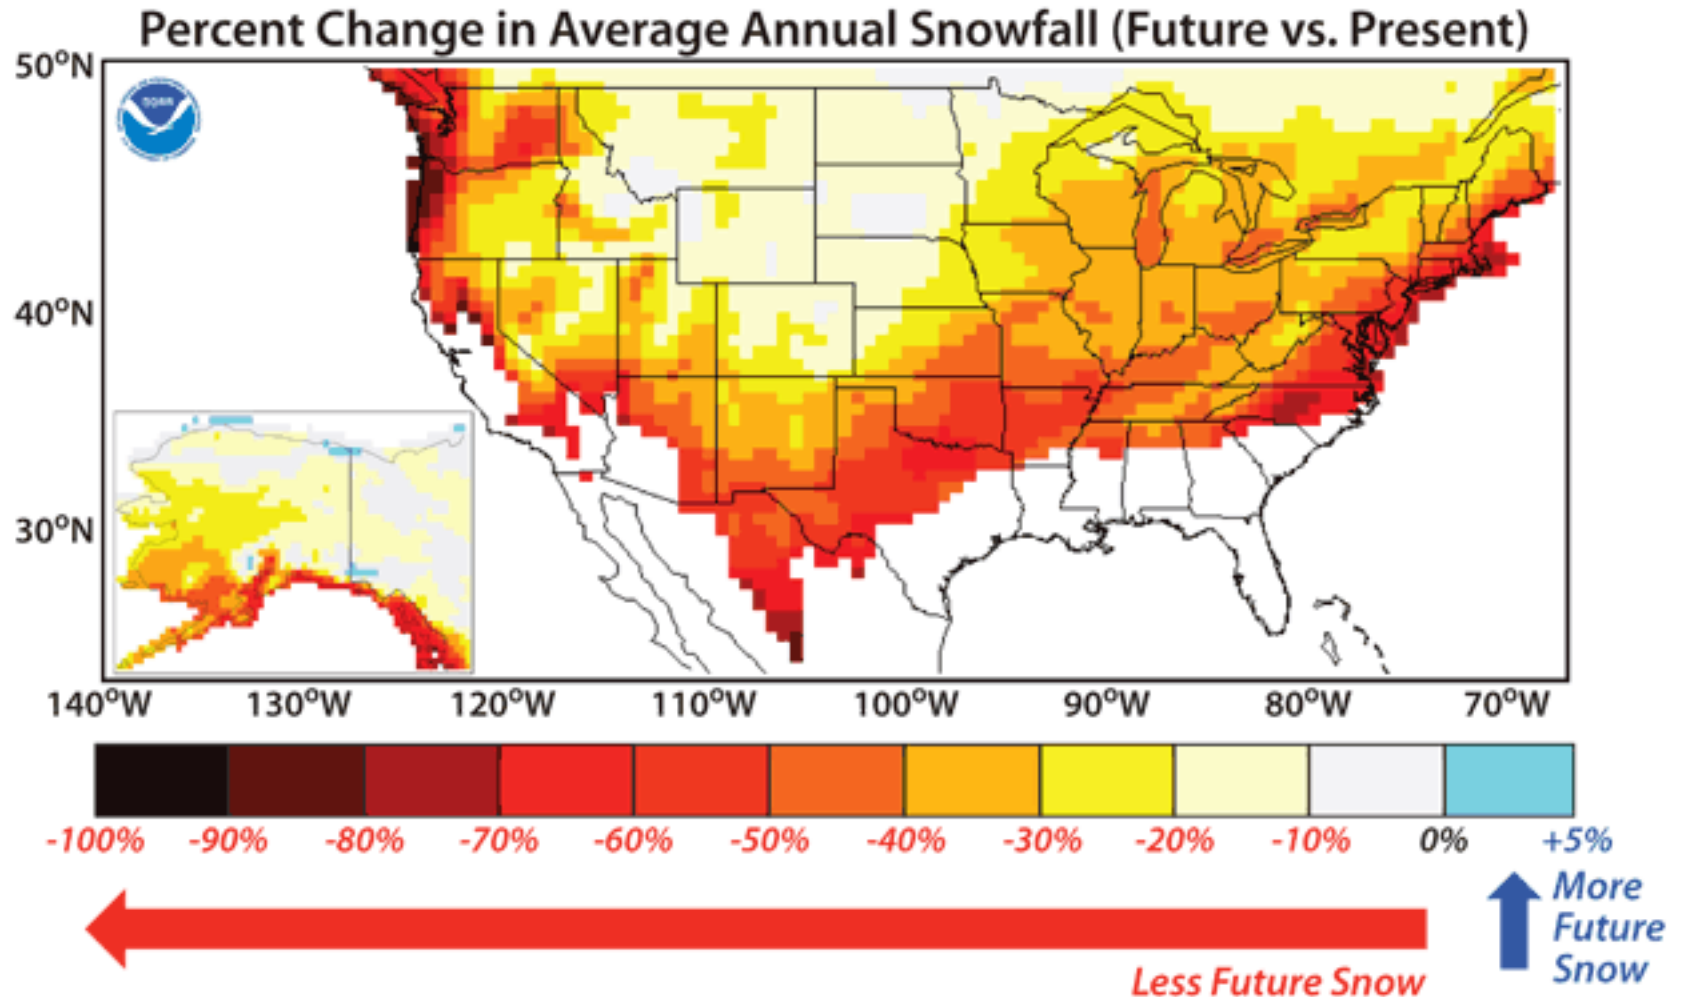 Percent Change in Average Annual Snowfall (Future vs. Present)
50°N
40°N
30°N
140°W 130°W 120°W 110°W 100°W 90°W 80°W 70°W
-100% -90% -80% -70% -60% -50% -40% -30% -20% -10% 0% +5%
More
Future
Snow
Less Future Snow